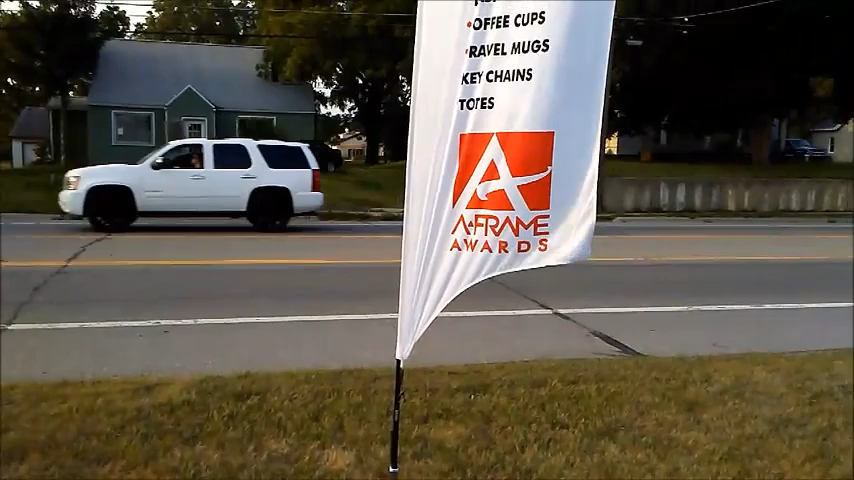 OFFEE CUPS
RAVEL MUGS
KEY CHAINS
TOTES
A-FRAME
AWARDS